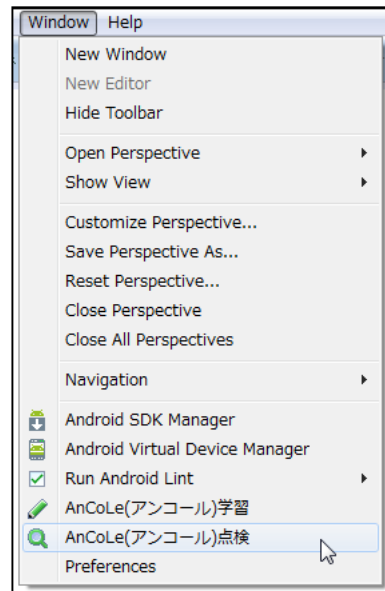 Window Help
New Window
New Editor
Hide Toolbar
Open Perspective
Show View
Customize Perspective...
Save Perspective As...
Reset Perspective...
Close Perspective
Close All Perspectives
Navigation
Android SDK Manager
Android Virtual Device Manager
Run Android Lint
AnCoLe(アンコール)学習
AnCoLe(アンコール)点検
Preferences